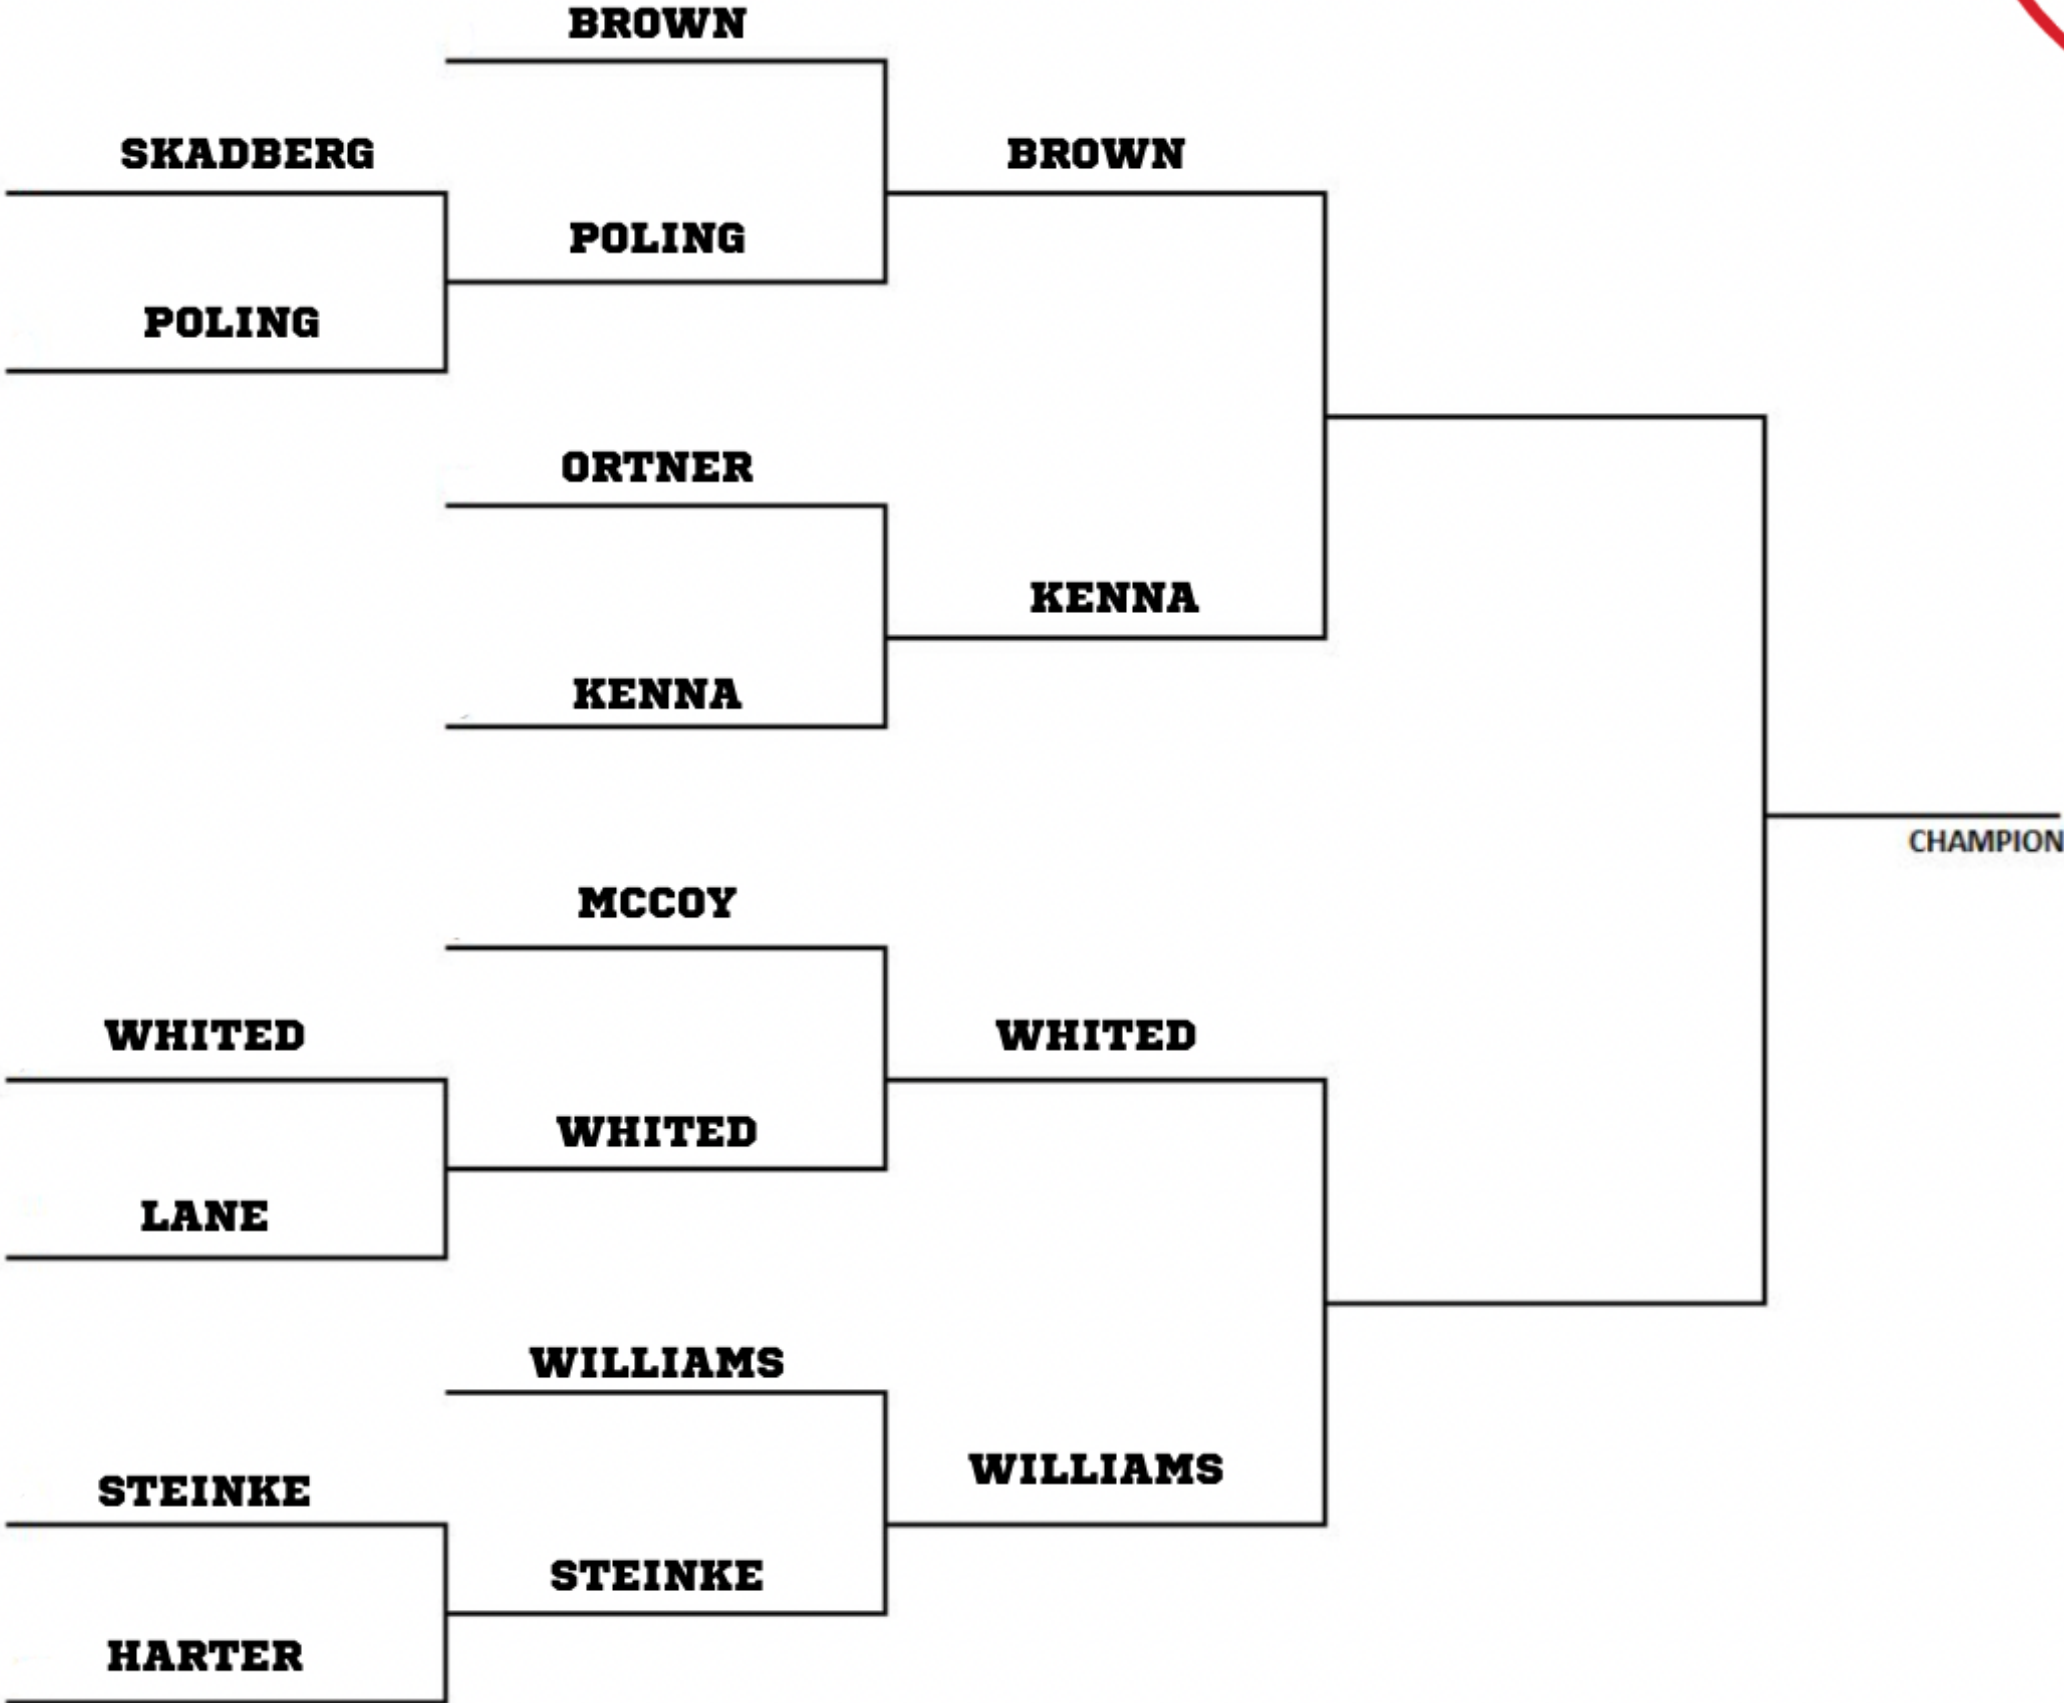 BROWN
SKADBERG
BROWN
POLING
POLING
ORTNER
KENNA
KENNA
CHAMPION
MCCOY
WHITED
WHITED
WHITED
LANE
WILLIAMS
WILLIAMS
STEINKE
STEINKE
HARTER